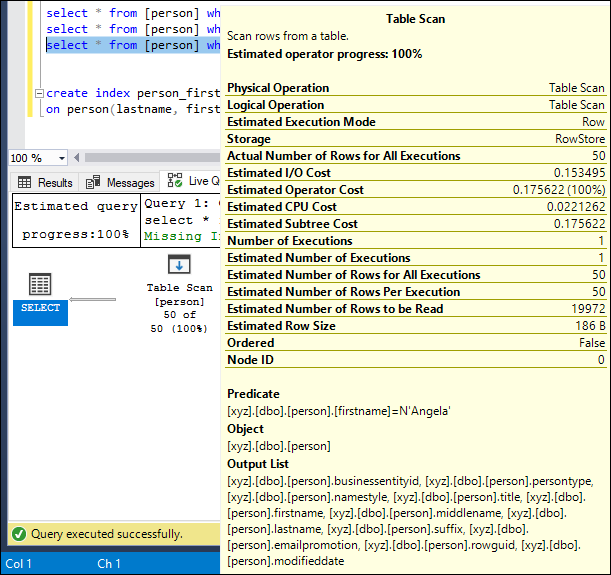 select * from [person] wh
select * from [person] wh
select * from [person] wh
create index person_first
on person(lastname, first
100 %
Results Messages Live Qu
Estimated query
progress:100%
Query 1:
select *
Missing In
SELECT
Table Scan
[person]
50 of
50 (100%)
Query executed successfully.
Col 1 Ch 1
Table Scan
Scan rows from a table.
Estimated operator progress: 100%
Physical Operation Table Scan
Logical Operation Table Scan
Estimated Execution Mode Row
Storage RowStore
Actual Number of Rows for All Executions 50
Estimated I/O Cost 0.153495
Estimated Operator Cost 0.175622 (100%)
Estimated CPU Cost 0.0221262
Estimated Subtree Cost 0.175622
Number of Executions 1
Estimated Number of Executions 1
Estimated Number of Rows for All Executions 50
Estimated Number of Rows Per Execution 50
Estimated Number of Rows to be Read 19972
Estimated Row Size 186 B
Ordered False
Node ID 0
Predicate
[xyz].[dbo].[person].[firstname]=N'Angela'
Object
[xyz].[dbo].[person]
Output List
[xyz].[dbo].[person].businessentityid, [xyz].[dbo].[person].persontype,
[xyz].[dbo].[person].namestyle, [xyz].[dbo].[person].title, [xyz].[dbo].
[person].firstname, [xyz].[dbo].[person].middlename, [xyz].[dbo].
[person].lastname, [xyz].[dbo].[person].suffix, [xyz].[dbo].
[person].emailpromotion, [xyz].[dbo].[person].rowguid, [xyz].[dbo].
[person].modifieddate